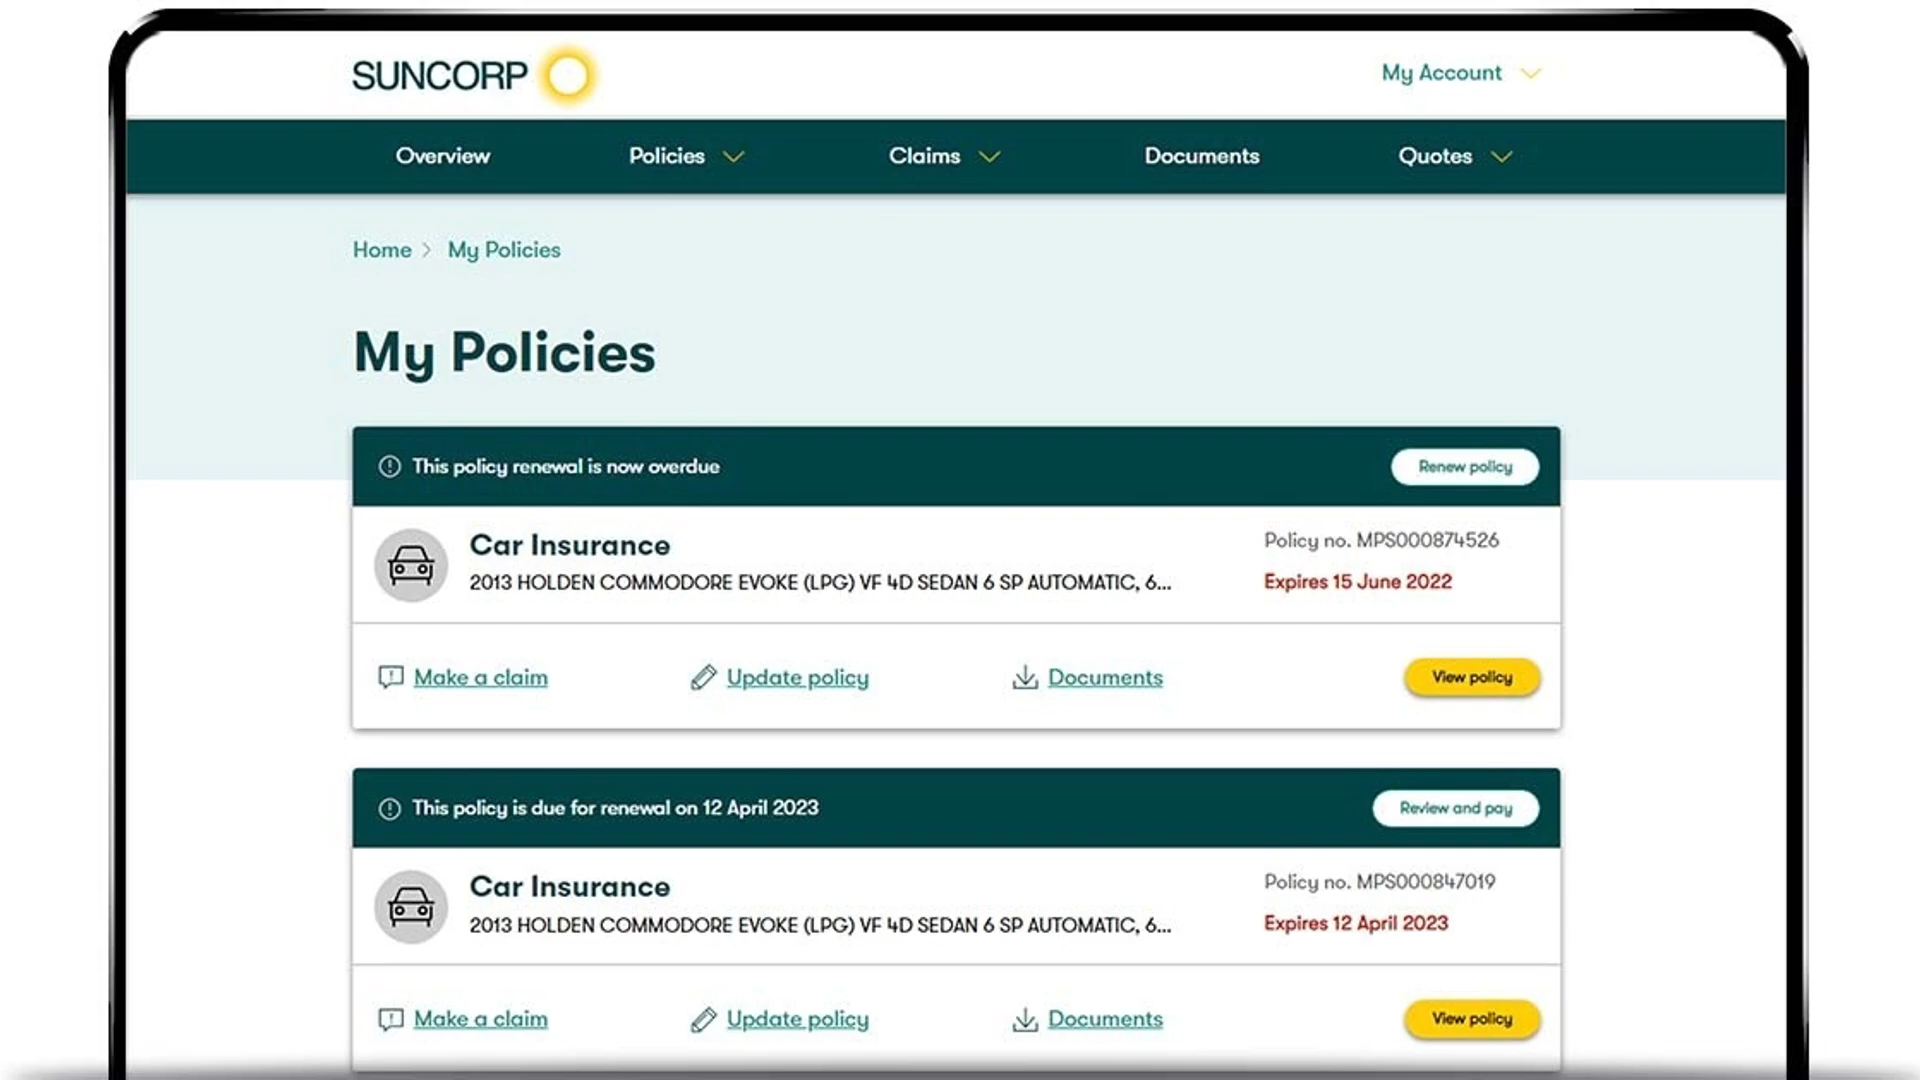 SUNCORP
My Account
Overview
Policies
Claims
Documents
Quotes
Home > My Policies
My Policies
This policy renewal is now overdue
Renew policy
Car Insurance
Policy no. MPS000874526
2013 HOLDEN COMMODORE EVOKE (LPG) VF 4D SEDAN 6 SP AUTOMATIC, 6...
Expires 15 June 2022
Make a claim
Update policy
Documents
View policy
This policy is due for renewal on 12 April 2023
Review and pay
Car Insurance
Policy no. MPS000847019
2013 HOLDEN COMMODORE EVOKE (LPG) VF 4D SEDAN 6 SP AUTOMATIC, 6...
Expires 12 April 2023
Make a claim
Update policy
Documents
View policy